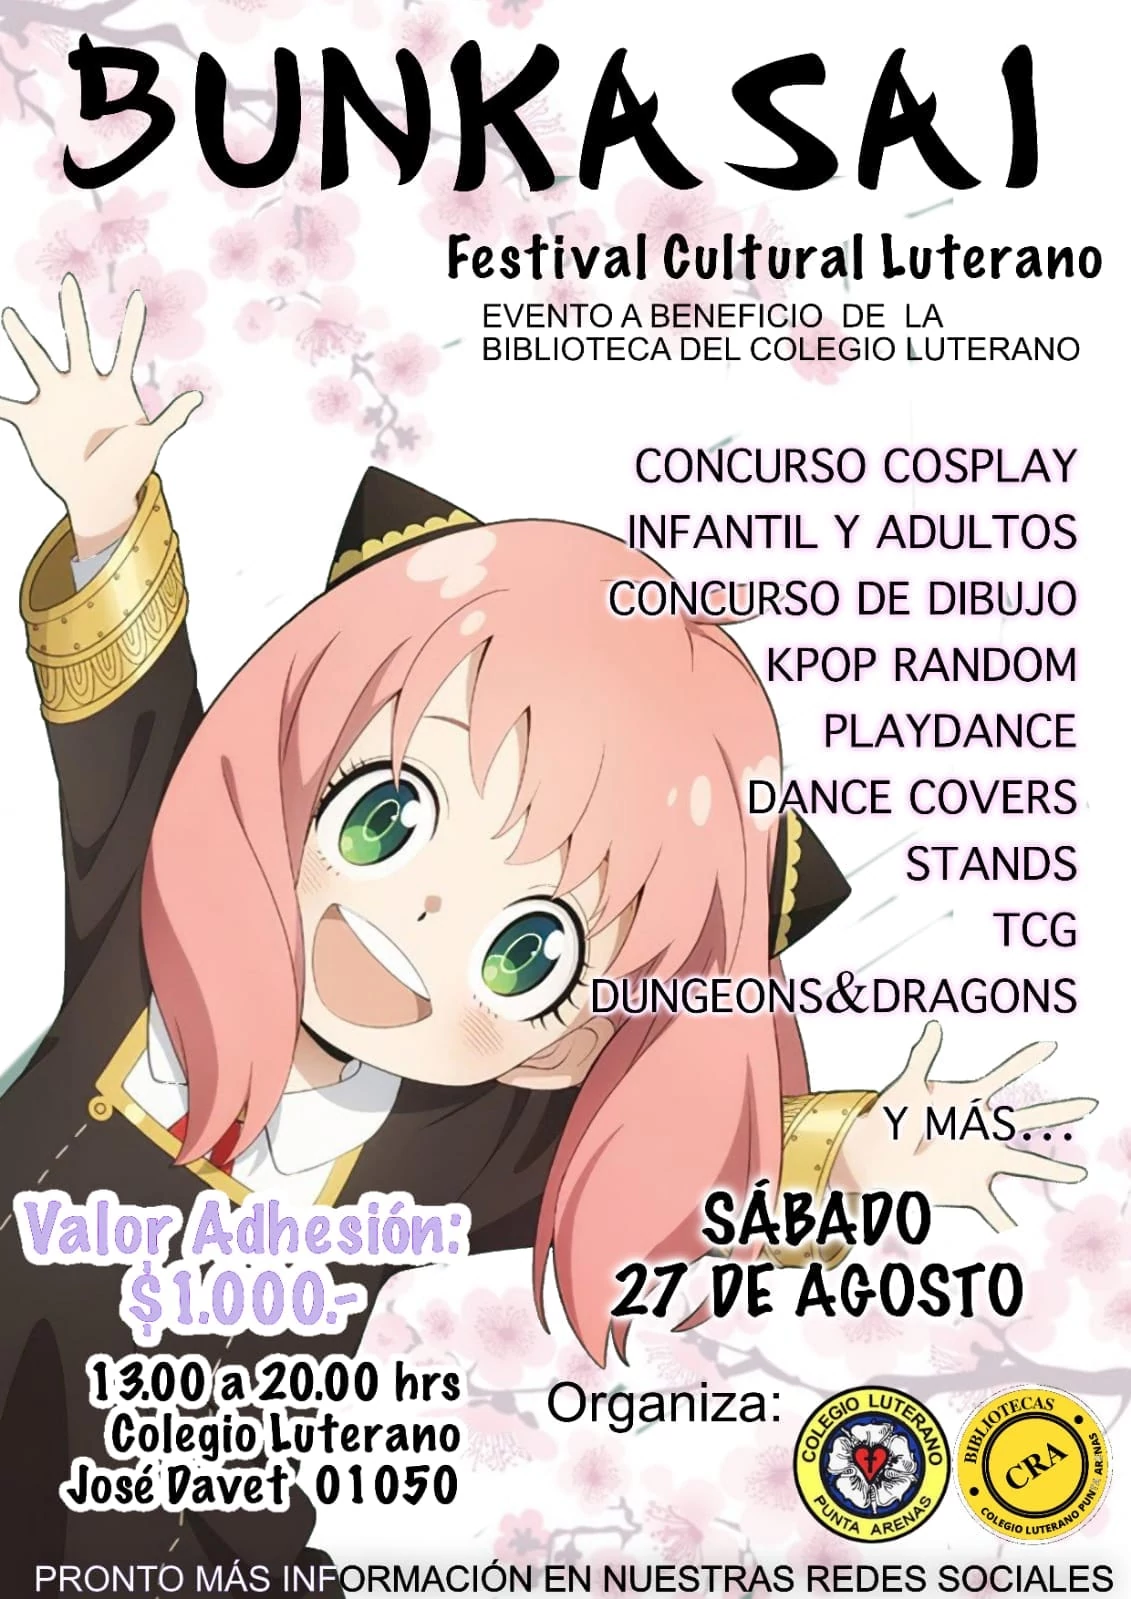 BUNKASAI
Festival Cultural Luterano
EVENTO A BENEFICIO DE LA
BIBLIOTECA DEL COLEGIO LUTERANO
CONCURSO COSPLAY
INFANTIL Y ADULTOS
CONCURSO DE DIBUJO
KPOP RANDOM
PLAYDANCE
DANCE COVERS
STANDS
TCG
DUNGEONS&DRAGONS
Y MÁS...
Valor Adhesión:
$1.000.-
SÁBADO
27 DE AGOSTO
13.00 a 20.00 hrs
Colegio Luterano
José Davet 01050
Organiza:
COLEGIO LUTERANO
PUNTA ARENAS
BIBLIOTECAS
CRA
COLEGIO LUTERANO PUNTA ARENAS
PRONTO MÁS INFORMACIÓN EN NUESTRAS REDES SOCIALES